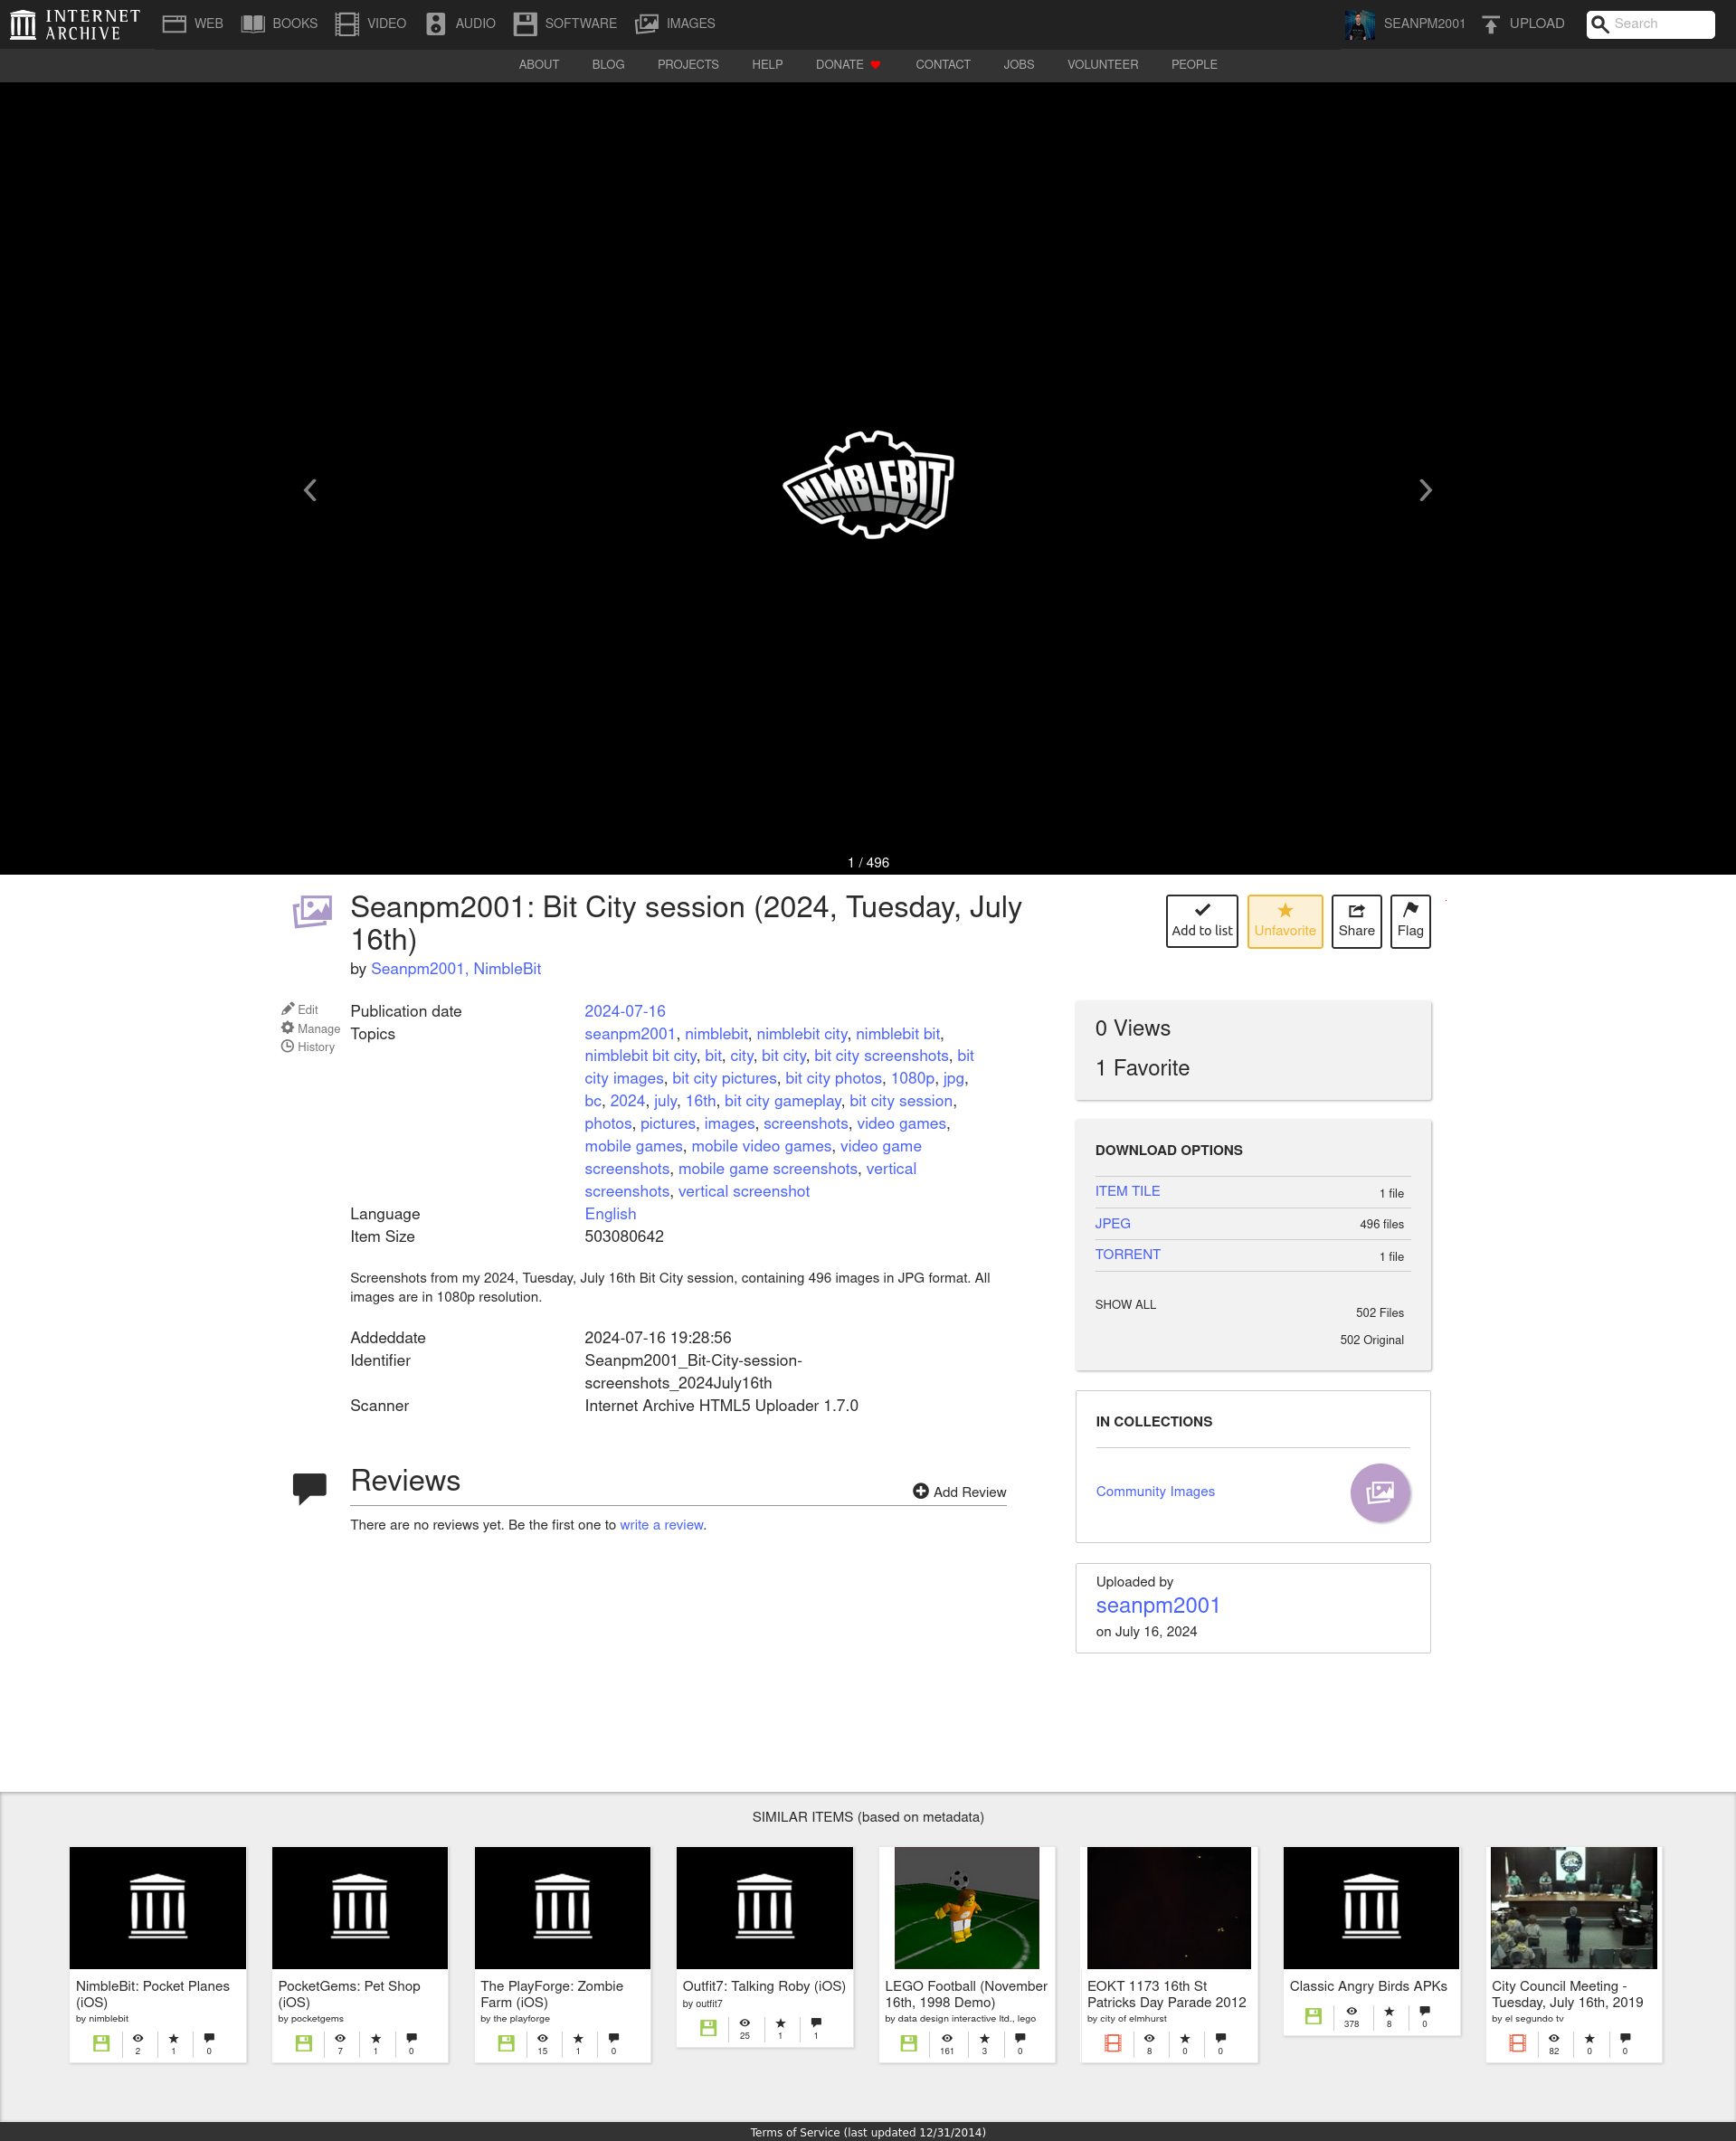 INTERNET ARCHIVE
WEB BOOKS VIDEO AUDIO SOFTWARE IMAGES SEANPM2001 UPLOAD Search
ABOUT BLOG PROJECTS HELP DONATE CONTACT JOBS VOLUNTEER PEOPLE
NIMBLEBIT
1 / 496
Seanpm2001: Bit City session (2024, Tuesday, July
16th)
by Seanpm2001, NimbleBit
Add to list Unfavorite Share Flag
Edit
Manage
History
Publication date 2024-07-16
Topics seanpm2001, nimblebit, nimblebit city, nimblebit bit,
nimblebit bit city, bit, city, bit city, bit city screenshots, bit
city images, bit city pictures, bit city photos, 1080p, jpg,
bc, 2024, july, 16th, bit city gameplay, bit city session,
photos, pictures, images, screenshots, video games,
mobile games, mobile video games, video game
screenshots, mobile game screenshots, vertical
screenshots, vertical screenshot
Language English
Item Size 503080642
Screenshots from my 2024, Tuesday, July 16th Bit City session, containing 496 images in JPG format. All
images are in 1080p resolution.
Addeddate 2024-07-16 19:28:56
Identifier Seanpm2001_Bit-City-session-
screenshots_2024July16th
Scanner Internet Archive HTML5 Uploader 1.7.0
Reviews
Add Review
There are no reviews yet. Be the first one to write a review.
0 Views
1 Favorite
DOWNLOAD OPTIONS
ITEM TILE 1 file
JPEG 496 files
TORRENT 1 file
SHOW ALL 502 Files
502 Original
IN COLLECTIONS
Community Images
Uploaded by
seanpm2001
on July 16, 2024
SIMILAR ITEMS (based on metadata)
NimbleBit: Pocket Planes
(iOS)
by nimblebit
2 1 0
PocketGems: Pet Shop
(iOS)
by pocketgems
7 1 0
The PlayForge: Zombie
Farm (iOS)
by the playforge
15 1 0
Outfit7: Talking Roby (iOS)
by outfit7
25 1 1
LEGO Football (November
16th, 1998 Demo)
by data design interactive ltd., lego
161 3 0
EOKT 1173 16th St
Patricks Day Parade 2012
by city of elmhurst
8 0 0
Classic Angry Birds APKs
378 8 0
City Council Meeting -
Tuesday, July 16th, 2019
by el segundo tv
82 0 0
Terms of Service (last updated 12/31/2014)